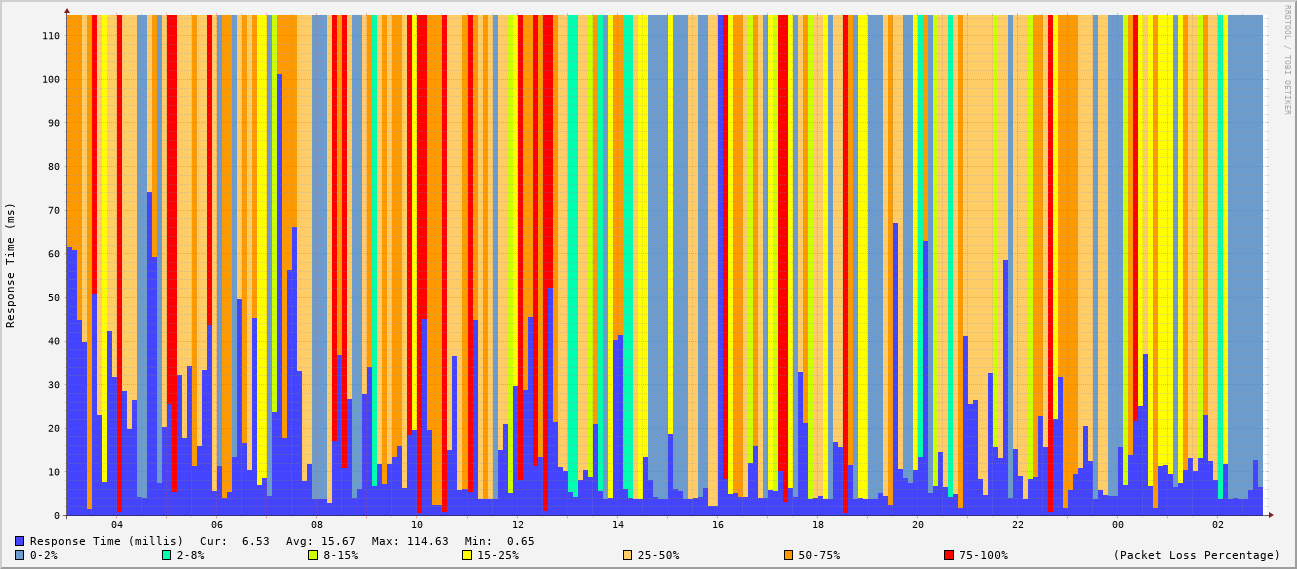 RRDTOOL / TOBI OETIKER
Response Time (ms)
110
100
90
80
70
60
50
40
30
20
10
0
04 06 08 10 12 14 16 18 20 22 00 02
Response Time (millis) Cur: 6.53 Avg: 15.67 Max: 114.63 Min: 0.65
0-2% 2-8% 8-15% 15-25% 25-50% 50-75% 75-100% (Packet Loss Percentage)